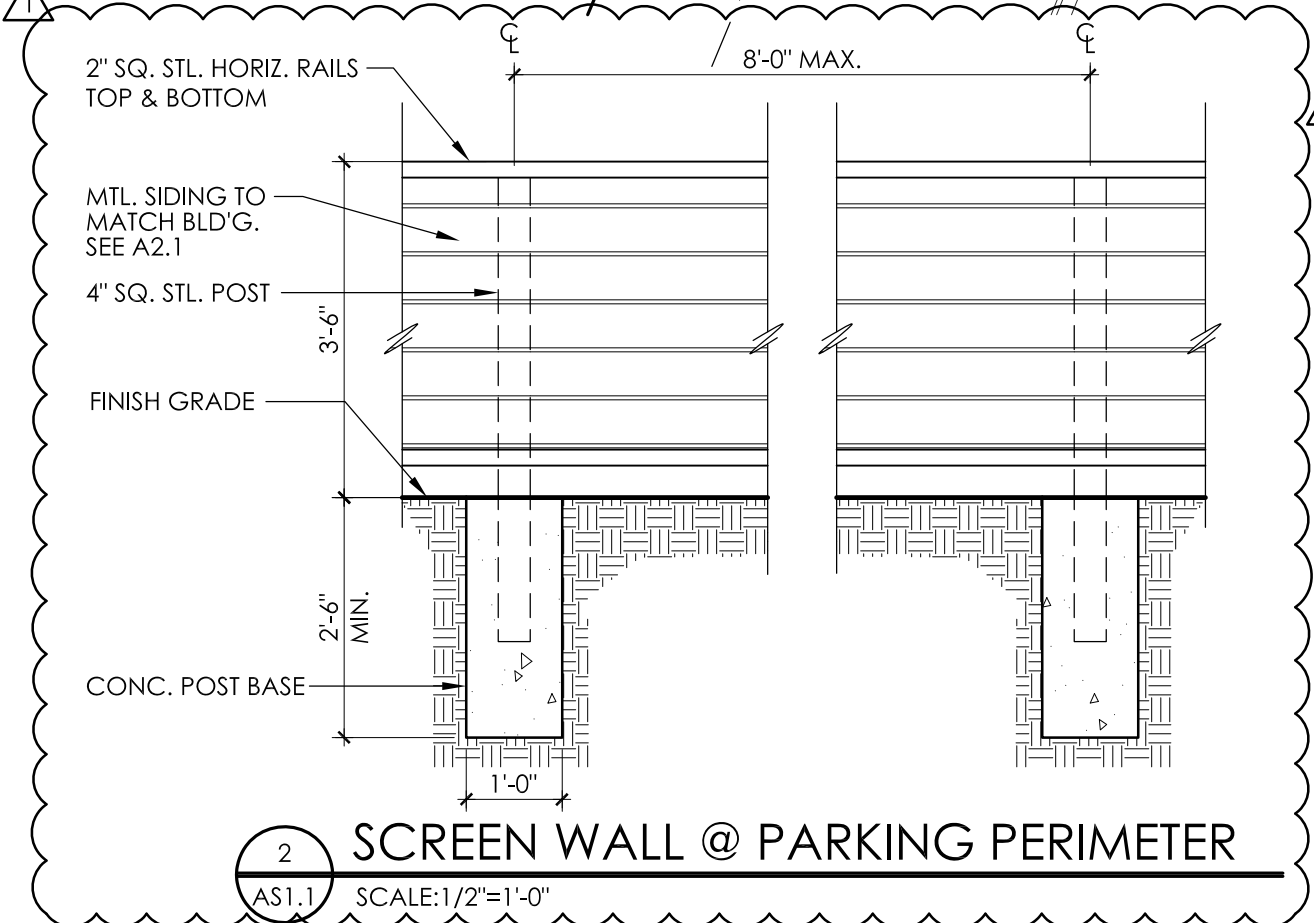 1
℄
℄
8'-0" MAX.
2" SQ. STL. HORIZ. RAILS
TOP & BOTTOM
MTL. SIDING TO
MATCH BLD'G.
SEE A2.1
4" SQ. STL. POST
3'-6"
FINISH GRADE
2'-6"
MIN.
CONC. POST BASE
1'-0"
2
AS1.1
SCREEN WALL @ PARKING PERIMETER
SCALE:1/2"=1'-0"